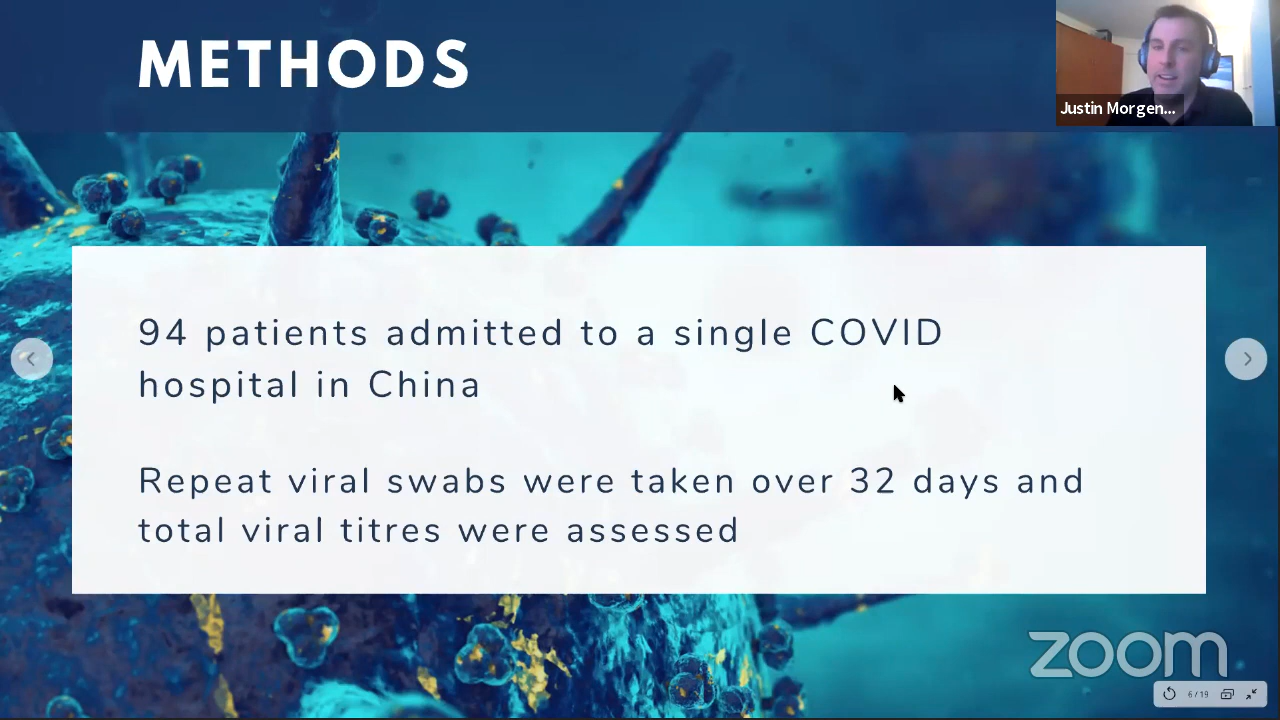 METHODS
Justin Morgen...
94 patients admitted to a single COVID
hospital in China
Repeat viral swabs were taken over 32 days and
total viral titres were assessed
zoom
6/19